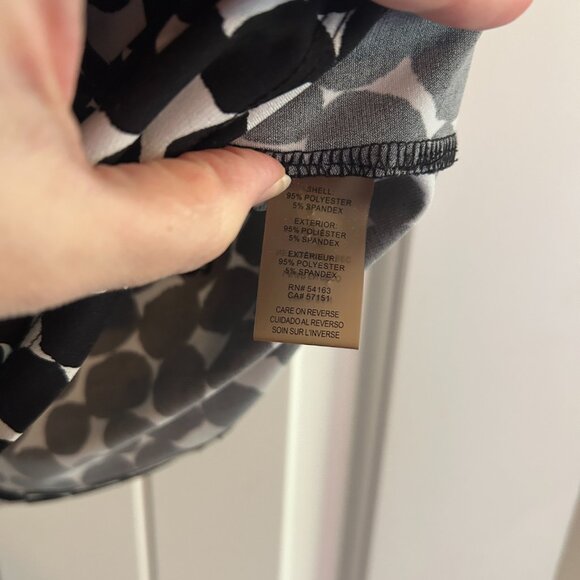 SHELL:
95% POLYESTER
5% SPANDEX
EXTERIOR:
95% POLIÉSTER
5% SPANDEX
EXTÉRIEUR:
95% POLYESTER
5% SPANDEX
RN# 54163
CA# 57151
CARE ON REVERSE
CUIDADO AL REVERSO
SOIN SUR L'INVERSE